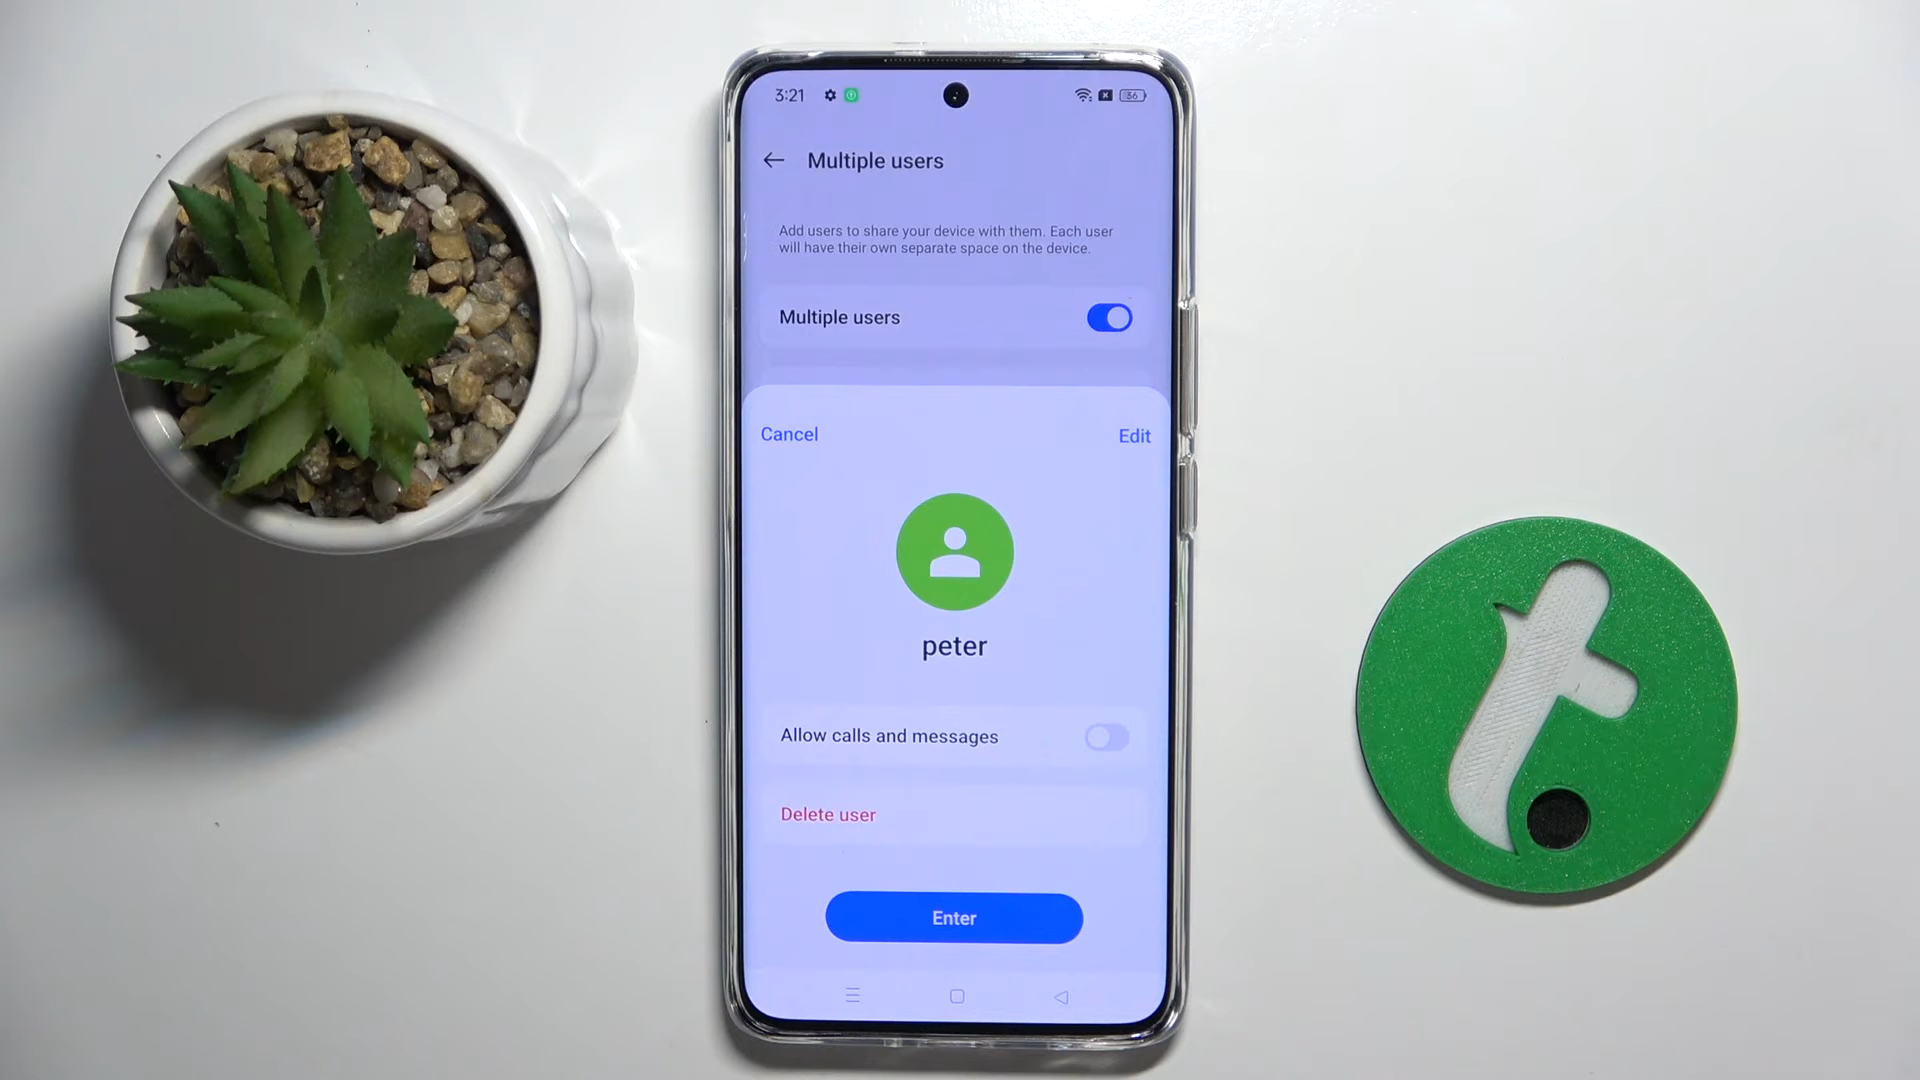 3:21
36
Multiple users
Add users to share your device with them. Each user
will have their own separate space on the device.
Multiple users
Cancel
Edit
peter
Allow calls and messages
Delete user
Enter
t.